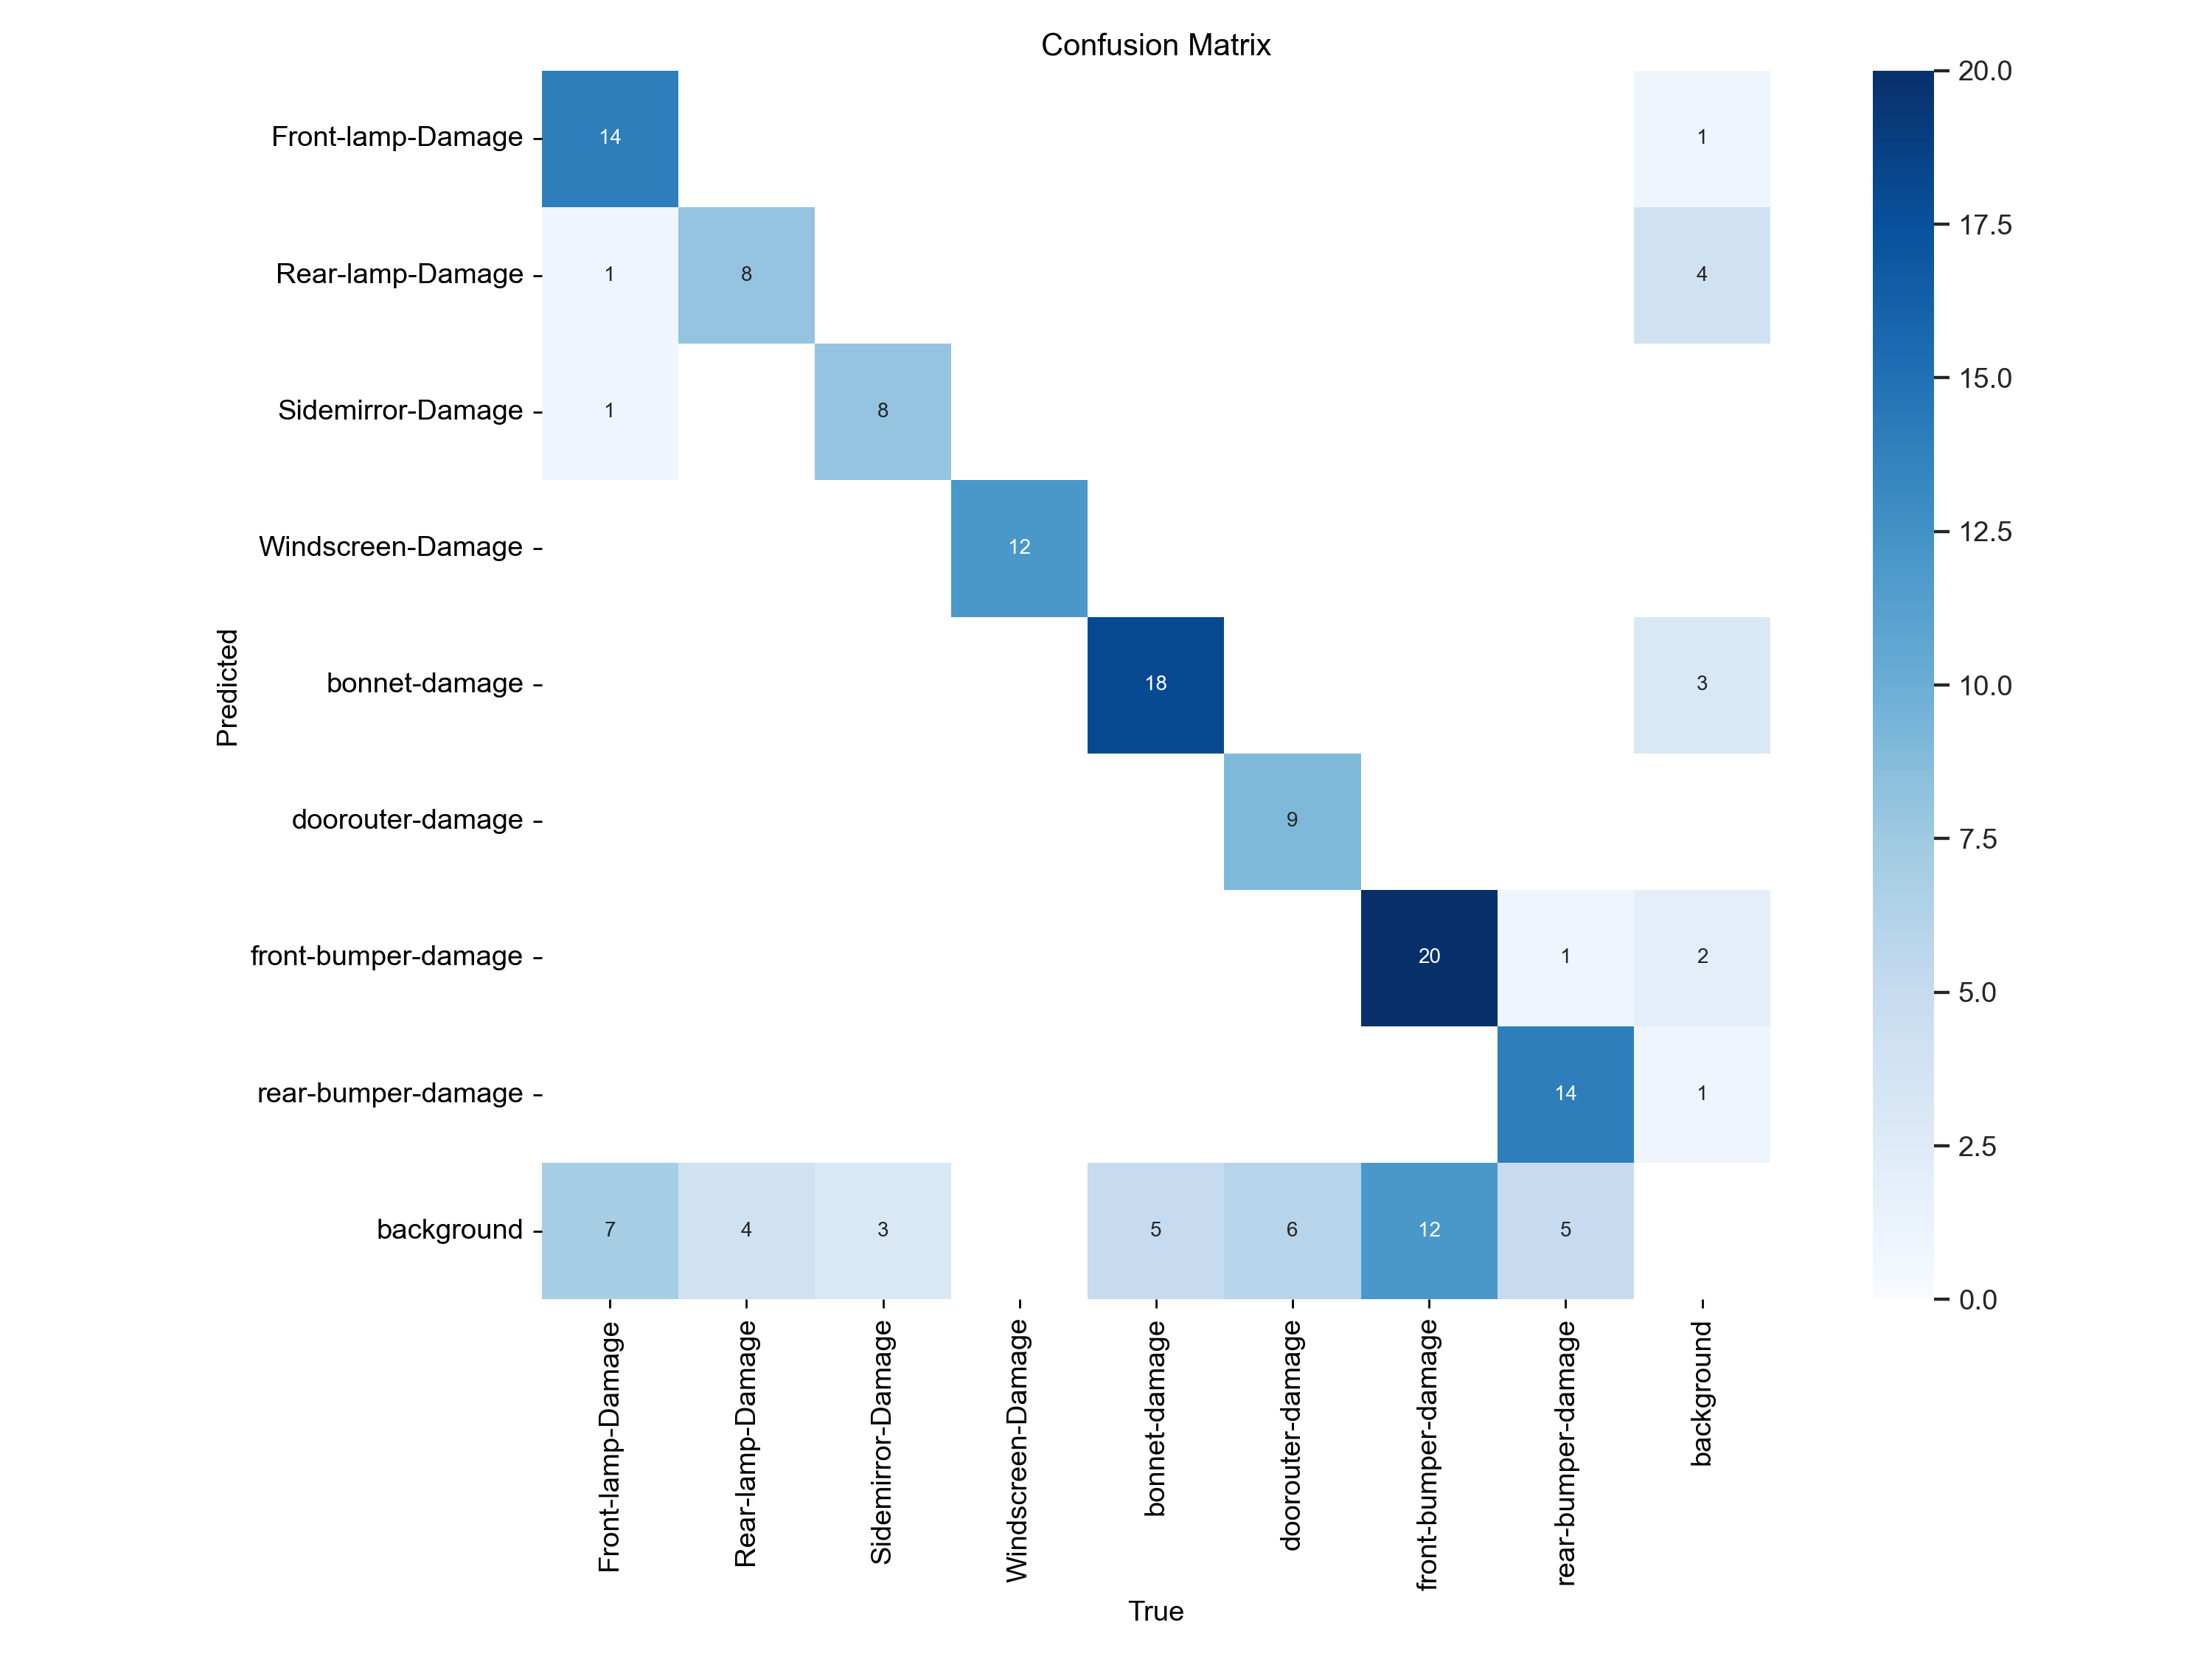 Confusion Matrix
Predicted
Front-lamp-Damage 14 1
Rear-lamp-Damage 1 8 4
Sidemirror-Damage 1 8
Windscreen-Damage 12
bonnet-damage 18 3
doorouter-damage 9
front-bumper-damage 20 1 2
rear-bumper-damage 14 1
background 7 4 3 5 6 12 5
Front-lamp-Damage
Rear-lamp-Damage
Sidemirror-Damage
Windscreen-Damage
bonnet-damage
doorouter-damage
front-bumper-damage
rear-bumper-damage
background
True
20.0
17.5
15.0
12.5
10.0
7.5
5.0
2.5
0.0